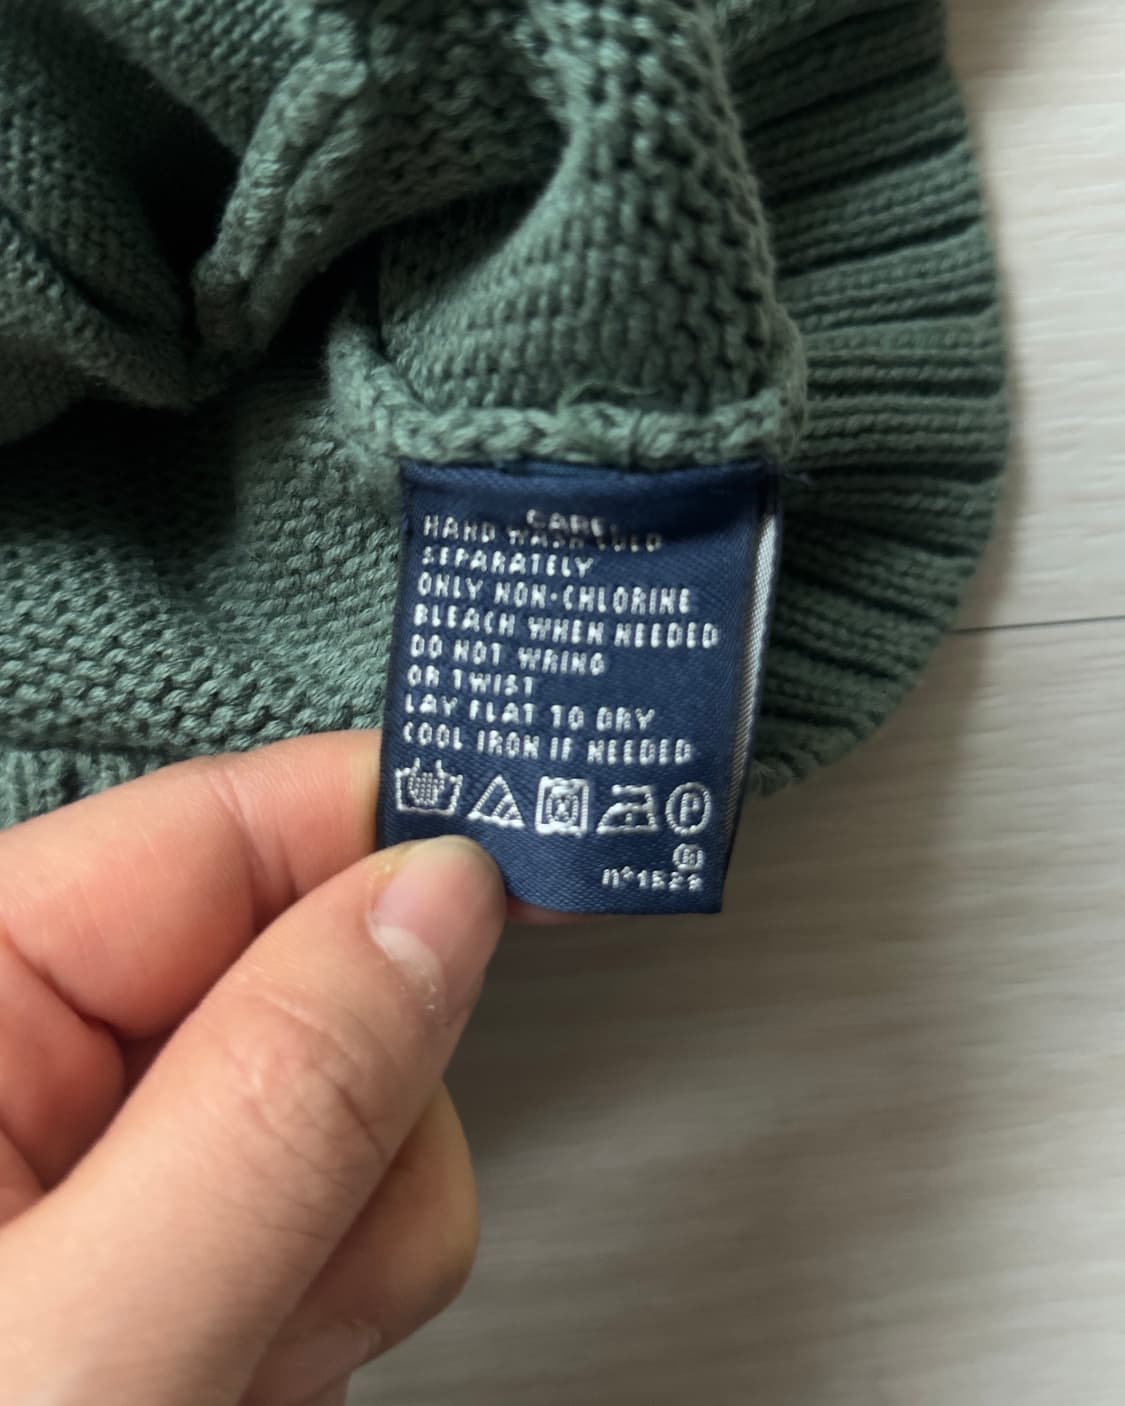 CARE
HAND WASH COLD
SEPARATELY
ONLY NON-CHLORINE
BLEACH WHEN NEEDED
DO NOT WRING
OR TWIST
LAY FLAT TO DRY
COOL IRON IF NEEDED
P